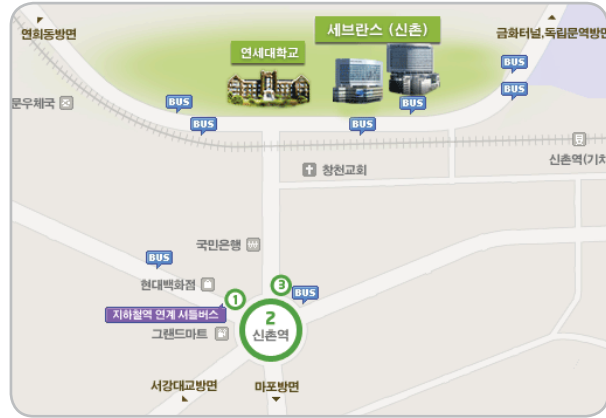 연희동방면
세브란스 (신촌)
연세대학교
금화터널,독립문역방면
BUS
BUS
BUS
BUS
BUS
BUS
문우체국
신촌역(기차
창천교회
국민은행
BUS
현대백화점
1
3
BUS
지하철역 연계 셔틀버스
2
신촌역
그랜드마트
서강대교방면
마포방면